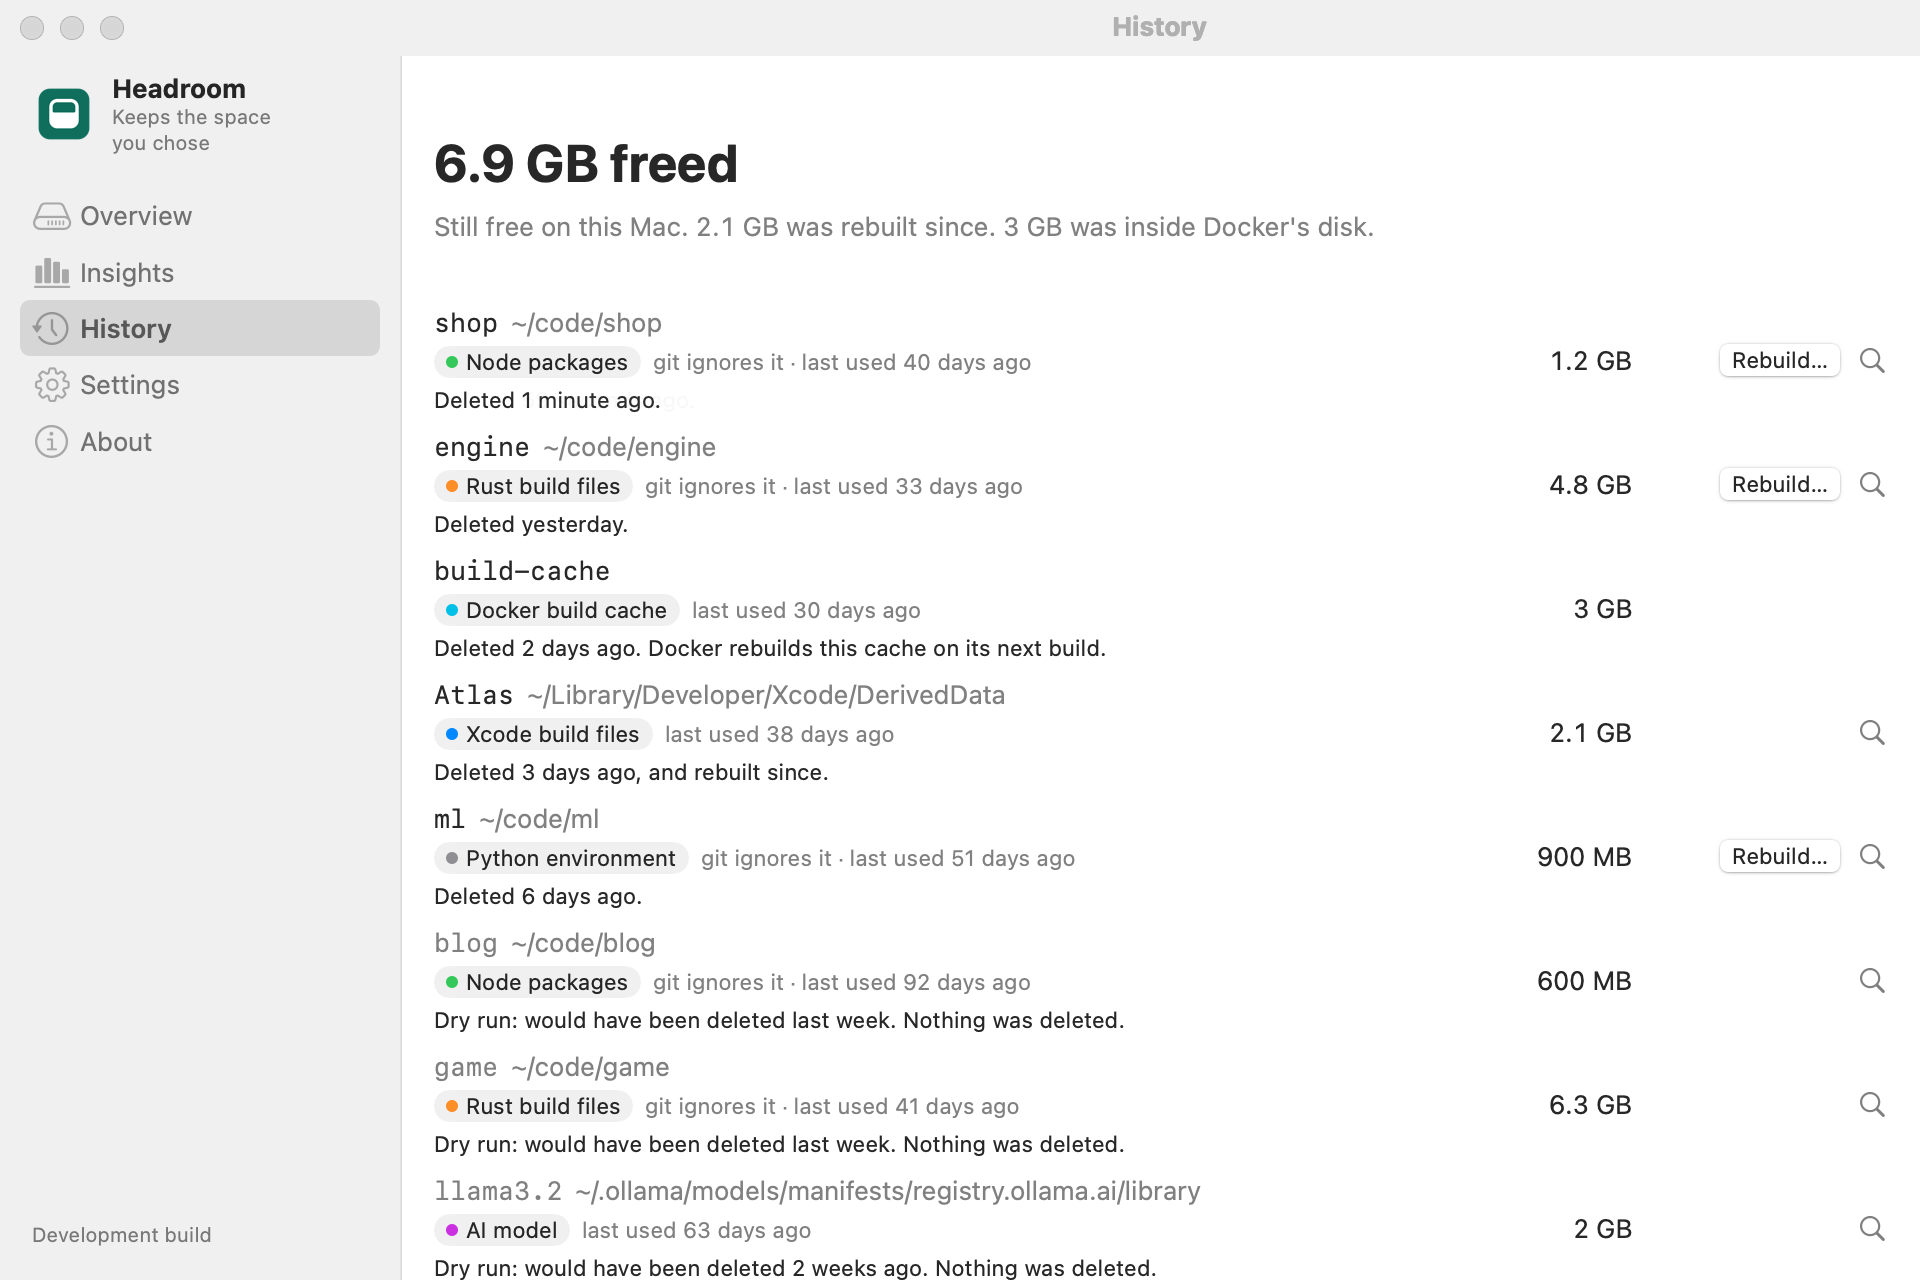 History
Headroom
Keeps the space
you chose
Overview
Insights
History
Settings
About
Development build
6.9 GB freed
Still free on this Mac. 2.1 GB was rebuilt since. 3 GB was inside Docker's disk.
shop ~/code/shop
Node packages git ignores it · last used 40 days ago 1.2 GB Rebuild...
Deleted 1 minute ago.
engine ~/code/engine
Rust build files git ignores it · last used 33 days ago 4.8 GB Rebuild...
Deleted yesterday.
build-cache
Docker build cache last used 30 days ago 3 GB
Deleted 2 days ago. Docker rebuilds this cache on its next build.
Atlas ~/Library/Developer/Xcode/DerivedData
Xcode build files last used 38 days ago 2.1 GB
Deleted 3 days ago, and rebuilt since.
ml ~/code/ml
Python environment git ignores it · last used 51 days ago 900 MB Rebuild...
Deleted 6 days ago.
blog ~/code/blog
Node packages git ignores it · last used 92 days ago 600 MB
Dry run: would have been deleted last week. Nothing was deleted.
game ~/code/game
Rust build files git ignores it · last used 41 days ago 6.3 GB
Dry run: would have been deleted last week. Nothing was deleted.
llama3.2 ~/.ollama/models/manifests/registry.ollama.ai/library
AI model last used 63 days ago 2 GB
Dry run: would have been deleted 2 weeks ago. Nothing was deleted.